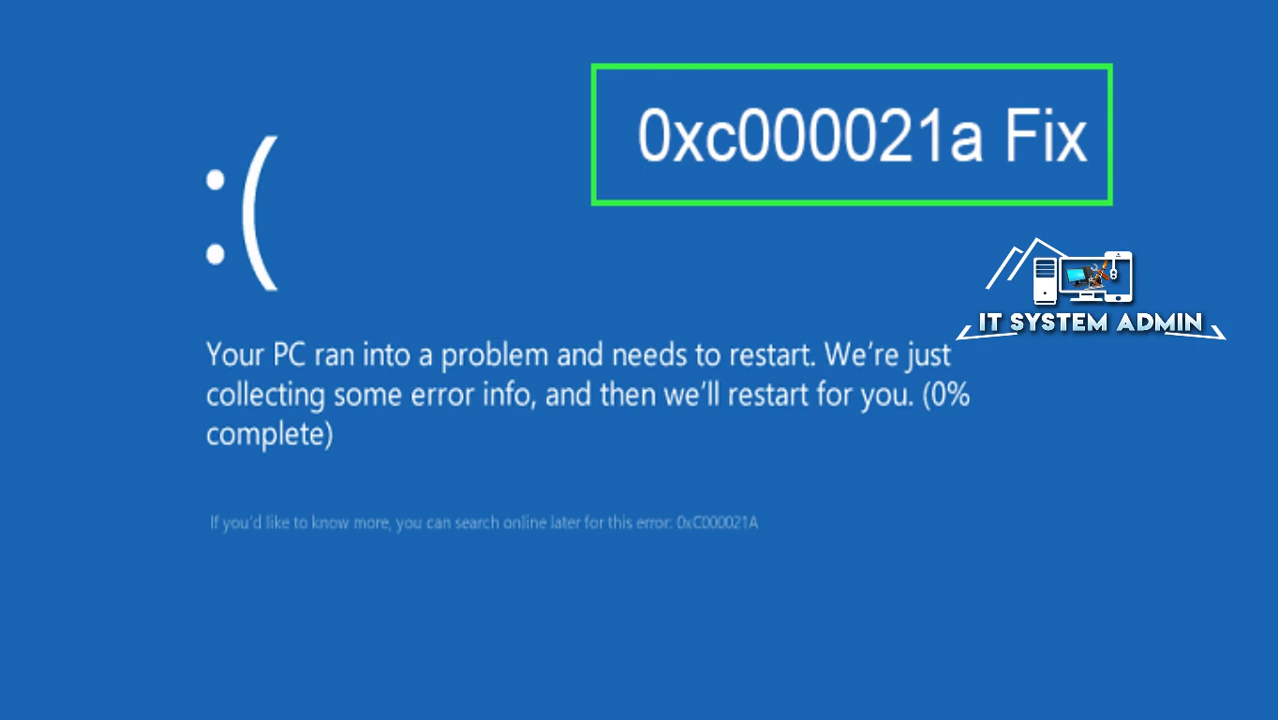 0xc000021a Fix
:(
IT SYSTEM ADMIN
Your PC ran into a problem and needs to restart. We’re just
collecting some error info, and then we’ll restart for you. (0%
complete)
If you'd like to know more, you can search online later for this error: 0xC000021A